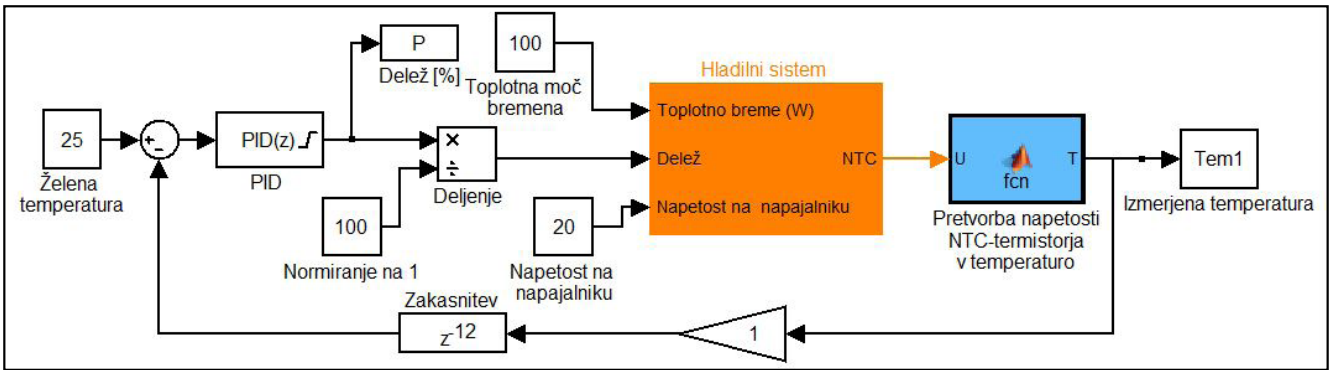 P
Delež [%]
100
Toplotna moč
bremena
Hladilni sistem
Toplotno breme (W)
Delež
NTC
Napetost na napajalniku
25
Želena
temperatura
+
−
PID(z)
PID
×
÷
Deljenje
100
Normiranje na 1
20
Napetost na
napajalniku
U
T
fcn
Pretvorba napetosti
NTC-termistorja
v temperaturo
Tem1
Izmerjena temperatura
Zakasnitev
z-12
1